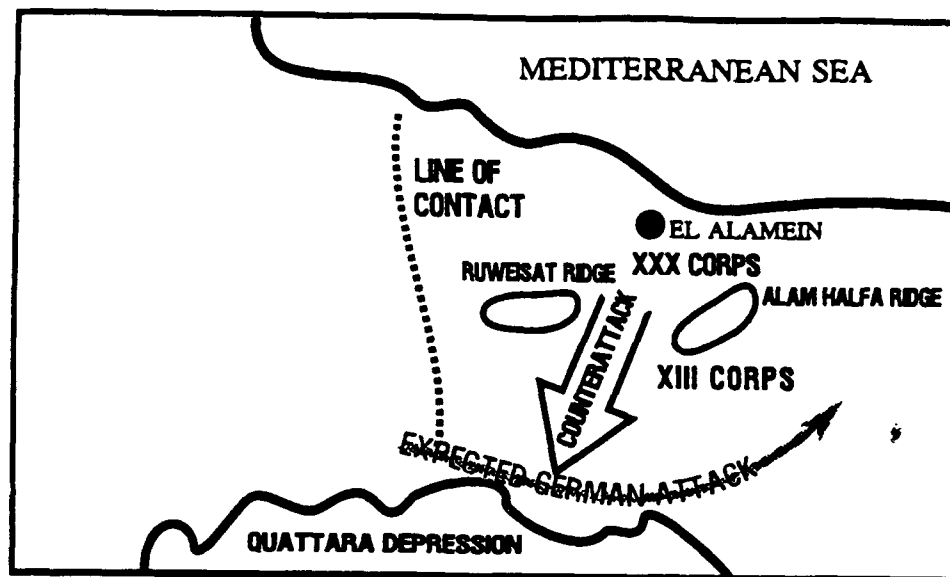 MEDITERRANEAN SEA
LINE OF
CONTACT
EL ALAMEIN
RUWEISAT RIDGE
XXX CORPS
ALAM HALFA RIDGE
COUNTERATTACK
XIII CORPS
EXPECTED GERMAN ATTACK
QUATTARA DEPRESSION